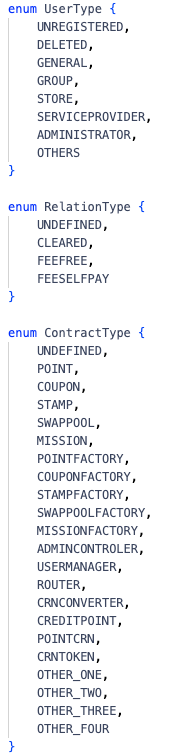 enum UserType {
    UNREGISTERED,
    DELETED,
    GENERAL,
    GROUP,
    STORE,
    SERVICEPROVIDER,
    ADMINISTRATOR,
    OTHERS
}

enum RelationType {
    UNDEFINED,
    CLEARED,
    FEEFREE,
    FEESELFPAY
}

enum ContractType {
    UNDEFINED,
    POINT,
    COUPON,
    STAMP,
    SWAPPOOL,
    MISSION,
    POINTFACTORY,
    COUPONFACTORY,
    STAMPFACTORY,
    SWAPPOOLFACTORY,
    MISSIONFACTORY,
    ADMINCONTROLER,
    USERMANAGER,
    ROUTER,
    CRNCONVERTER,
    CREDITPOINT,
    POINTCRN,
    CRNTOKEN,
    OTHER_ONE,
    OTHER_TWO,
    OTHER_THREE,
    OTHER_FOUR
}